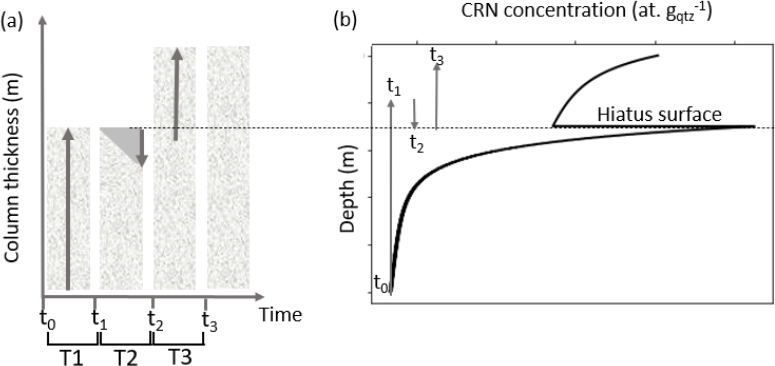 (a)
Column thickness (m)
t0 t1 t2 t3 Time
T1 T2 T3
(b) CRN concentration (at. gqtz-1)
Depth (m)
t3
t1
Hiatus surface
t2
t0